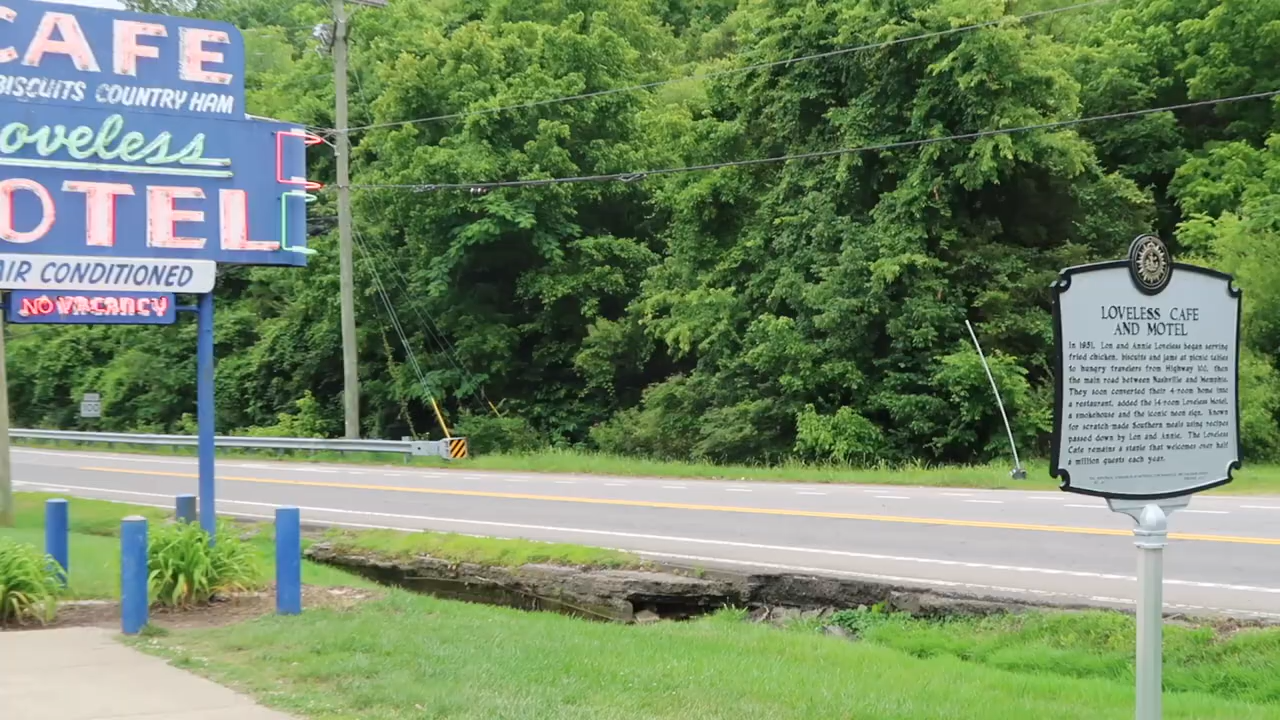 CAFE
BISCUITS COUNTRY HAM
oveless
OTEL
AIR CONDITIONED
NO VACANCY
100
LOVELESS CAFE
AND MOTEL
In 1951, Lon and Annie Loveless began serving
fried chicken, biscuits and jams at picnic tables
to hungry travelers from Highway 100, then
the main road between Nashville and Memphis.
They soon converted their 4-room home into
a restaurant, added the 14-room Loveless Motel,
a smokehouse and the iconic neon sign. Known
for scratch-made Southern meals using recipes
passed down by Lon and Annie, The Loveless
Cafe remains a staple that welcomes over half
a million guests each year.